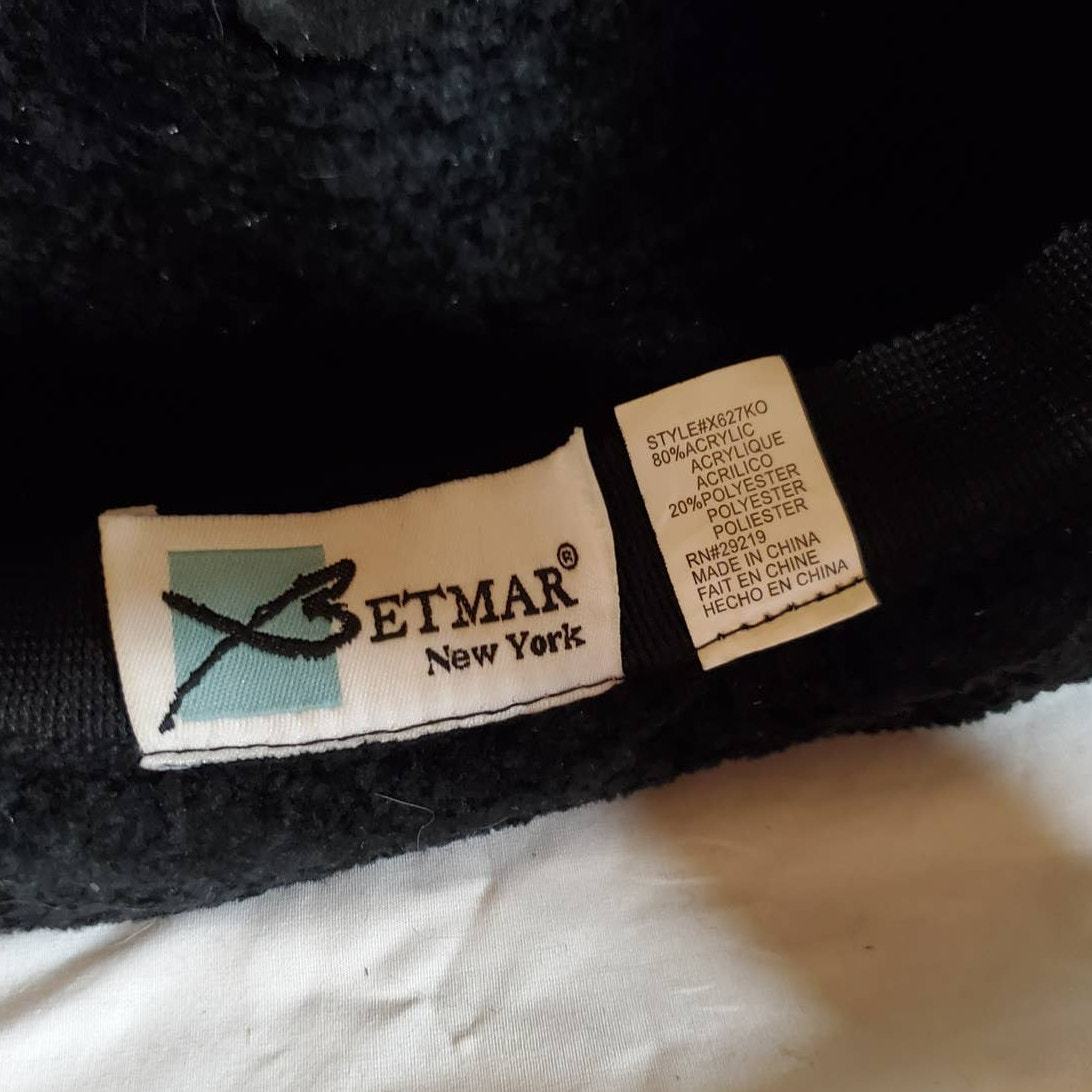 BETMAR®
New York
STYLE#X627KO
80%ACRYLIC
ACRYLIQUE
ACRILICO
20%POLYESTER
POLYESTER
POLIESTER
RN#29219
MADE IN CHINA
FAIT EN CHINE
HECHO EN CHINA